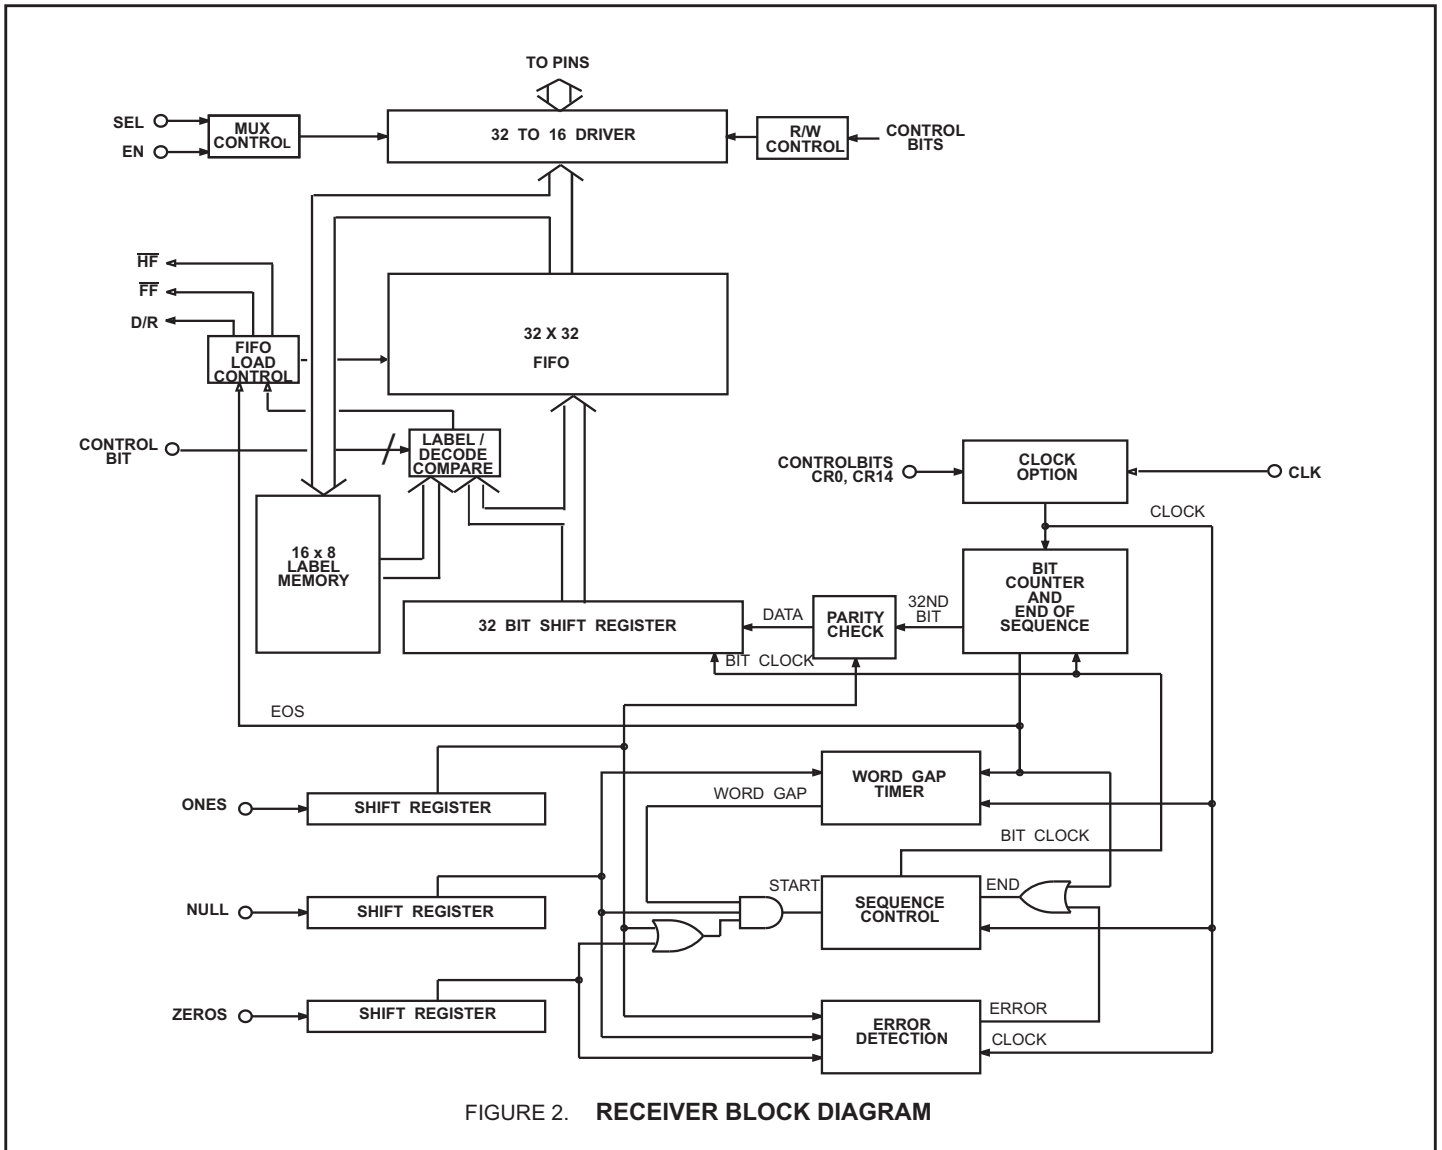 TO PINS
SEL
EN
MUX
CONTROL
32 TO 16 DRIVER
R/W
CONTROL
CONTROL
BITS
HF
FF
D/R
FIFO
LOAD
CONTROL
32 X 32
FIFO
CONTROL
BIT
LABEL /
DECODE
COMPARE
CONTROLBITS
CR0, CR14
CLOCK
OPTION
CLK
CLOCK
16 x 8
LABEL
MEMORY
BIT
COUNTER
AND
END OF
SEQUENCE
32ND
BIT
PARITY
CHECK
DATA
32 BIT SHIFT REGISTER
BIT CLOCK
EOS
ONES
SHIFT REGISTER
WORD GAP
TIMER
WORD GAP
BIT CLOCK
NULL
SHIFT REGISTER
START
SEQUENCE
CONTROL
END
ZEROS
SHIFT REGISTER
ERROR
DETECTION
ERROR
CLOCK
FIGURE 2. RECEIVER BLOCK DIAGRAM